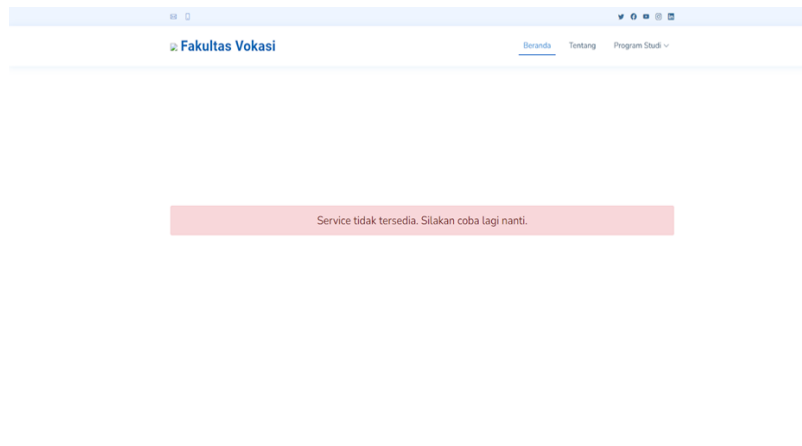 Fakultas Vokasi
Beranda Tentang Program Studi
Service tidak tersedia. Silakan coba lagi nanti.